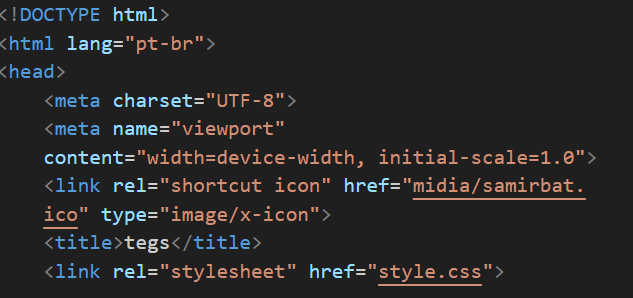 <!DOCTYPE html>
<html lang="pt-br">
<head>
<meta charset="UTF-8">
<meta name="viewport"
content="width=device-width, initial-scale=1.0">
<link rel="shortcut icon" href="midia/samirbat.
ico" type="image/x-icon">
<title>tegs</title>
<link rel="stylesheet" href="style.css">